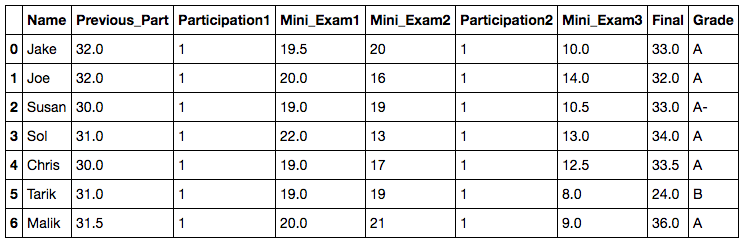 Name Previous_Part Participation1 Mini_Exam1 Mini_Exam2 Participation2 Mini_Exam3 Final Grade
0 Jake 32.0 1 19.5 20 1 10.0 33.0 A
1 Joe 32.0 1 20.0 16 1 14.0 32.0 A
2 Susan 30.0 1 19.0 19 1 10.5 33.0 A-
3 Sol 31.0 1 22.0 13 1 13.0 34.0 A
4 Chris 30.0 1 19.0 17 1 12.5 33.5 A
5 Tarik 31.0 1 19.0 19 1 8.0 24.0 B
6 Malik 31.5 1 20.0 21 1 9.0 36.0 A